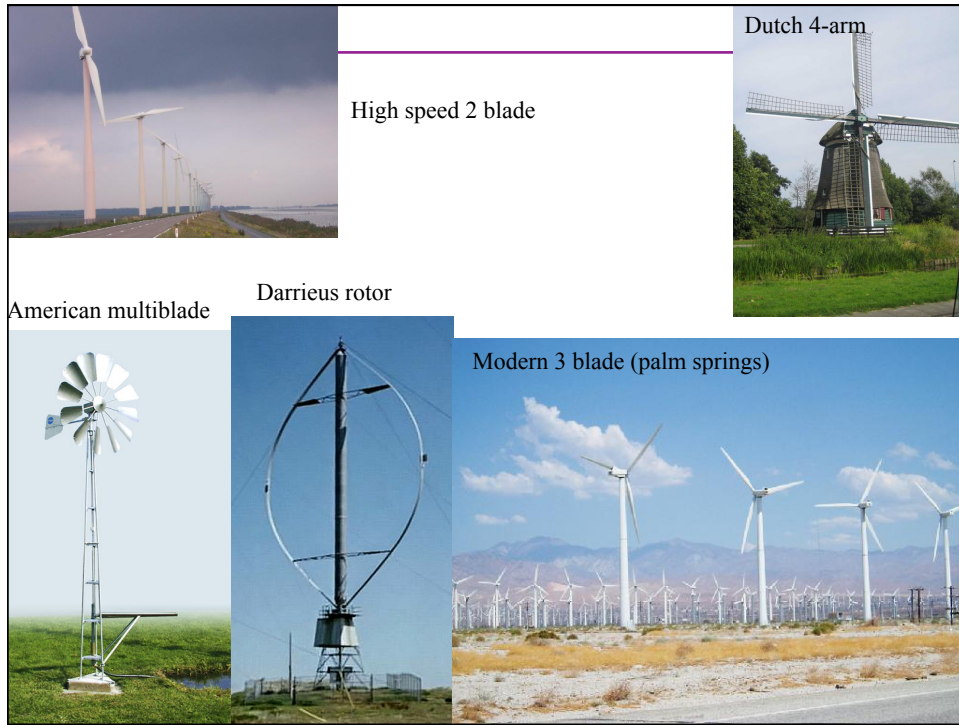 Dutch 4-arm
High speed 2 blade
Darrieus rotor
American multiblade
Modern 3 blade (palm springs)